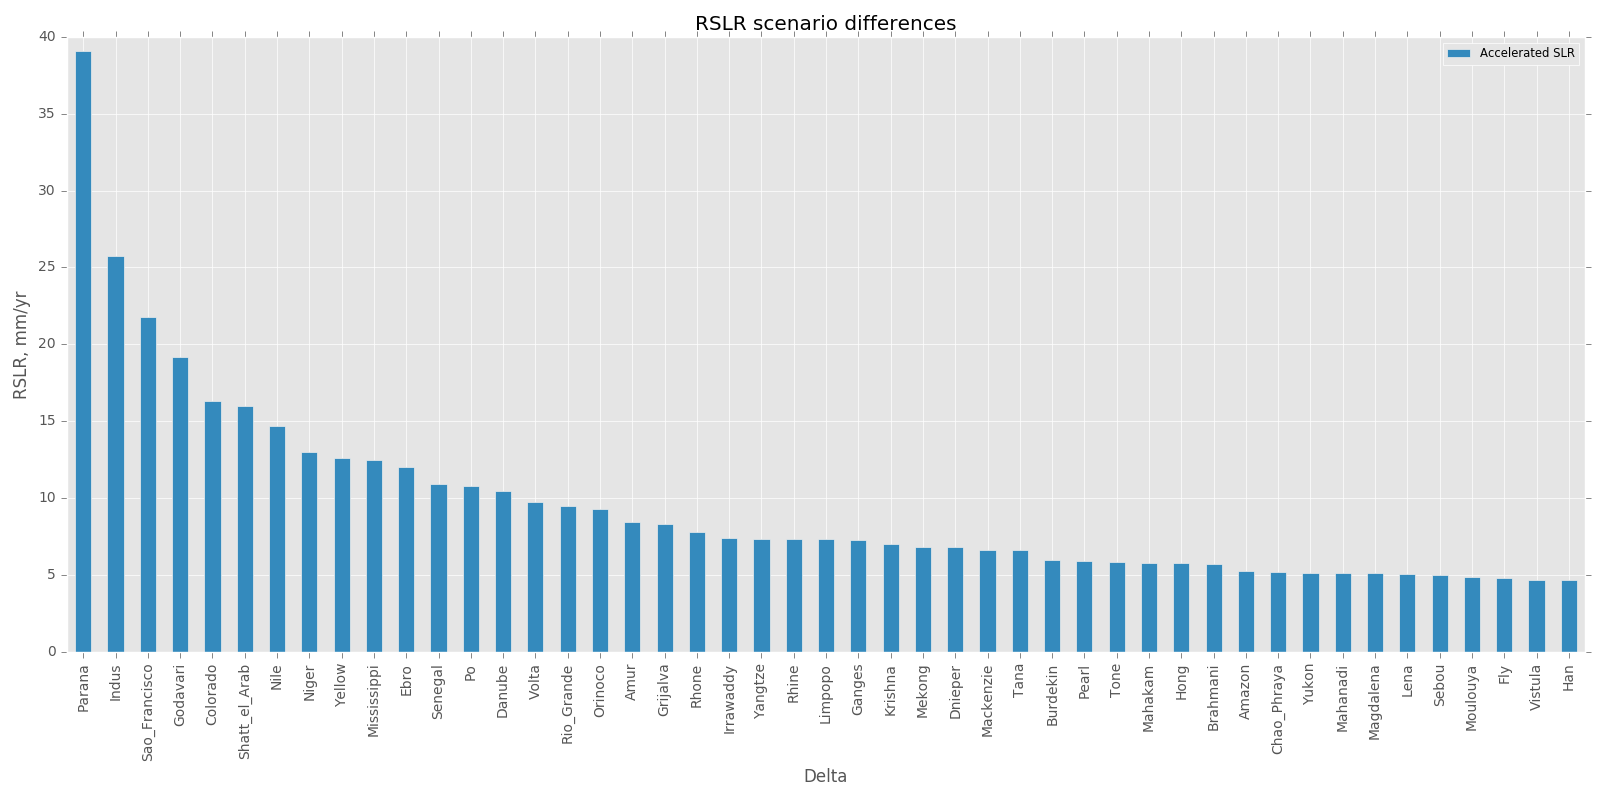 RSLR scenario differences
Accelerated SLR
RSLR, mm/yr
40
35
30
25
20
15
10
5
0
Parana
Indus
Sao_Francisco
Godavari
Colorado
Shatt_el_Arab
Nile
Niger
Yellow
Mississippi
Ebro
Senegal
Po
Danube
Volta
Rio_Grande
Orinoco
Amur
Grijalva
Rhone
Irrawaddy
Yangtze
Rhine
Limpopo
Ganges
Krishna
Mekong
Dnieper
Mackenzie
Tana
Burdekin
Pearl
Tone
Mahakam
Hong
Brahmani
Amazon
Chao_Phraya
Yukon
Mahanadi
Magdalena
Lena
Sebou
Moulouya
Fly
Vistula
Han
Delta